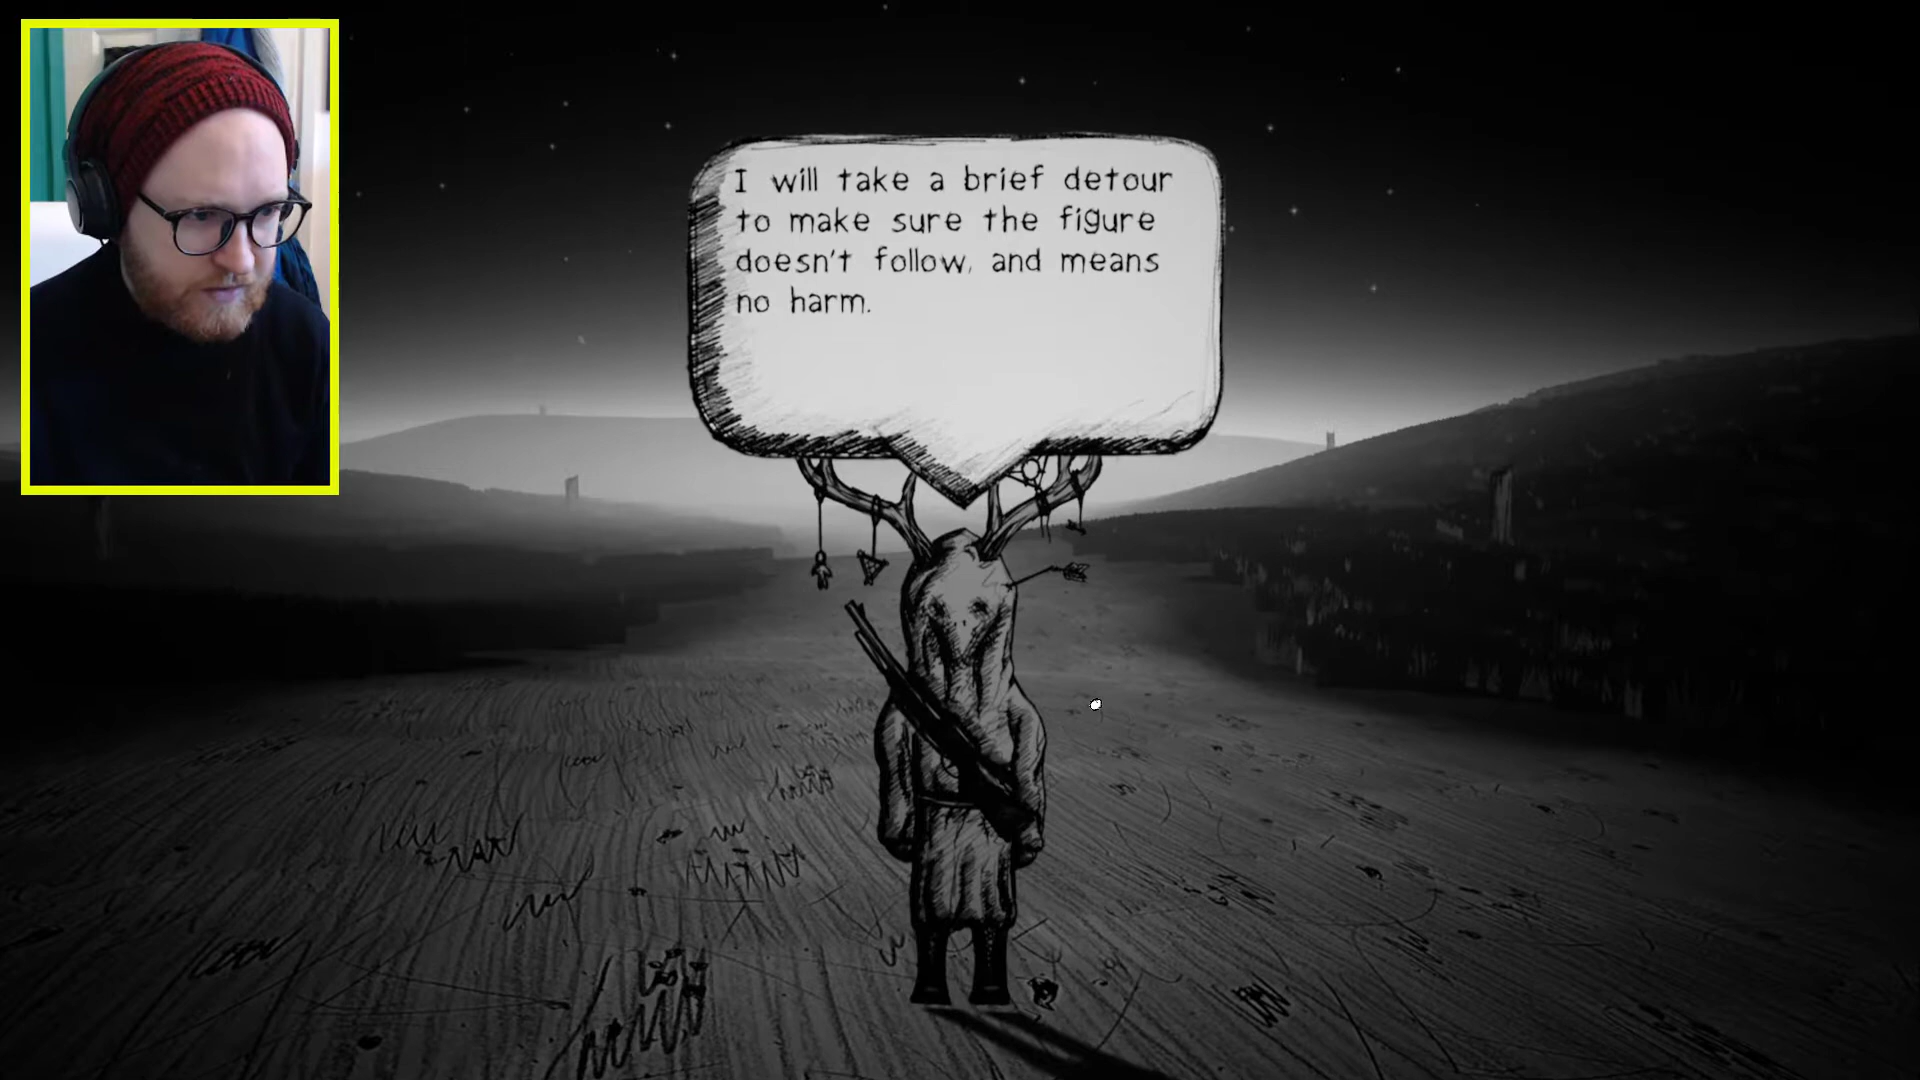 I will take a brief detour
to make sure the figure
doesn't follow, and means
no harm.